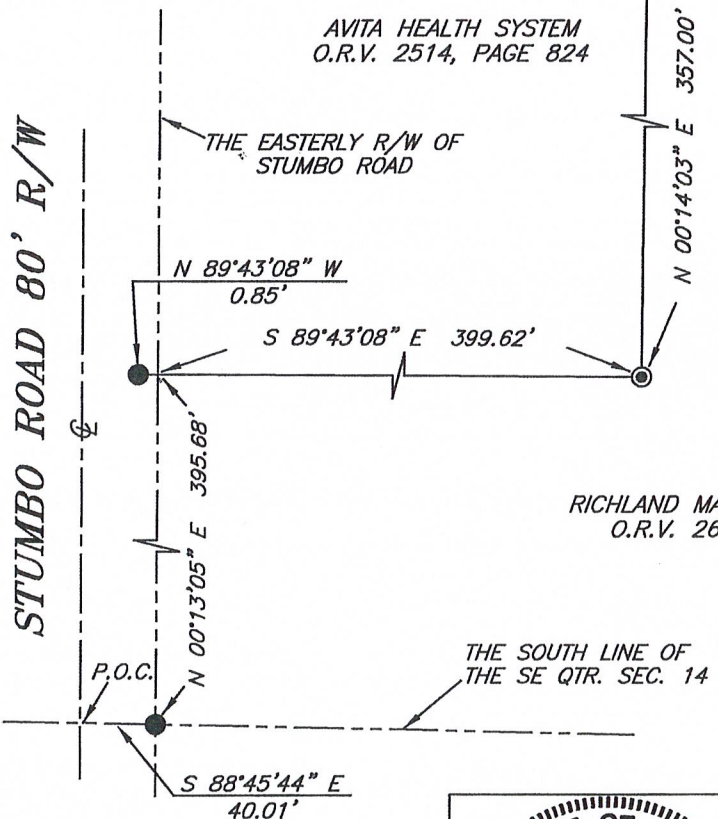 AVITA HEALTH SYSTEM
O.R.V. 2514, PAGE 824
N 00°14'03" E 357.00'
THE EASTERLY R/W OF
STUMBO ROAD
STUMBO ROAD 80' R/W
N 89°43'08" W
0.85'
S 89°43'08" E 399.62'
N 00°13'05" E 395.68'
RICHLAND MA
O.R.V. 26
P.O.C.
THE SOUTH LINE OF
THE SE QTR. SEC. 14
S 88°45'44" E
40.01'
OF